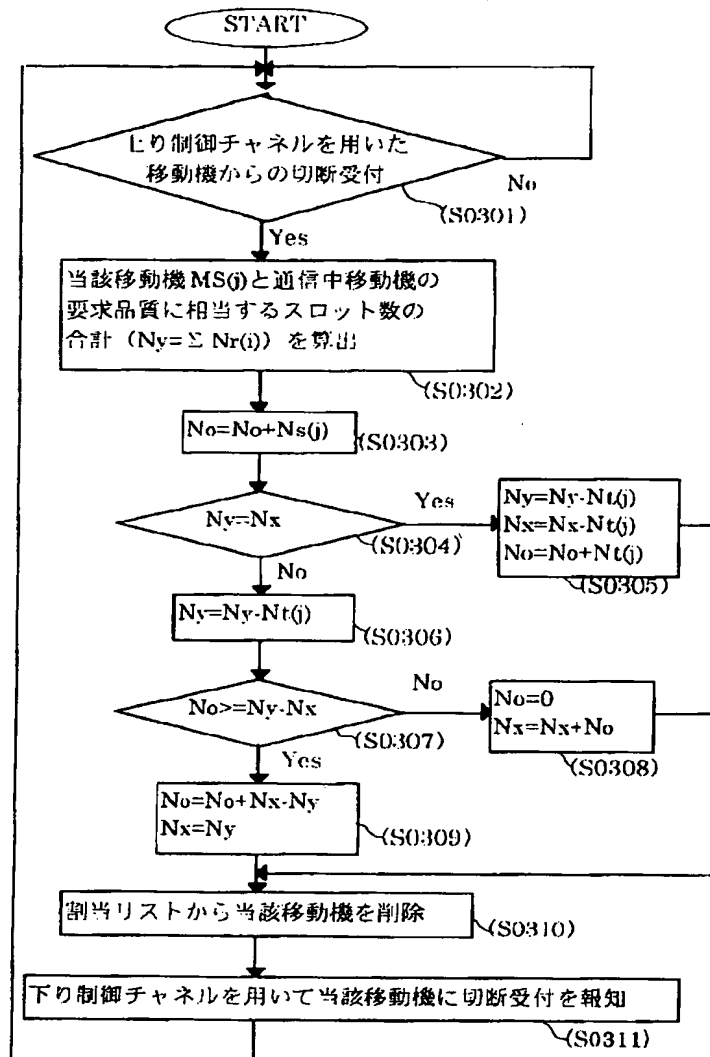 START
上り制御チャネルを用いた
移動機からの切断受付
No
(S0301)
Yes
当該移動機 MS(j)と通信中移動機の
要求品質に相当するスロット数の
合計（Ny=Σ Nr(i)）を算出
(S0302)
No=No+Ns(j)
(S0303)
Ny=Nx
Yes
(S0304)
No
Ny=Ny-Nt(j)
Nx=Nx-Nt(j)
No=No+Nt(j)
(S0305)
Ny=Ny-Nt(j)
(S0306)
No>=Ny-Nx
No
(S0307)
Yes
No=0
Nx=Nx+No
(S0308)
No=No+Nx-Ny
Nx=Ny
(S0309)
割当リストから当該移動機を削除
(S0310)
下り制御チャネルを用いて当該移動機に切断受付を報知
(S0311)